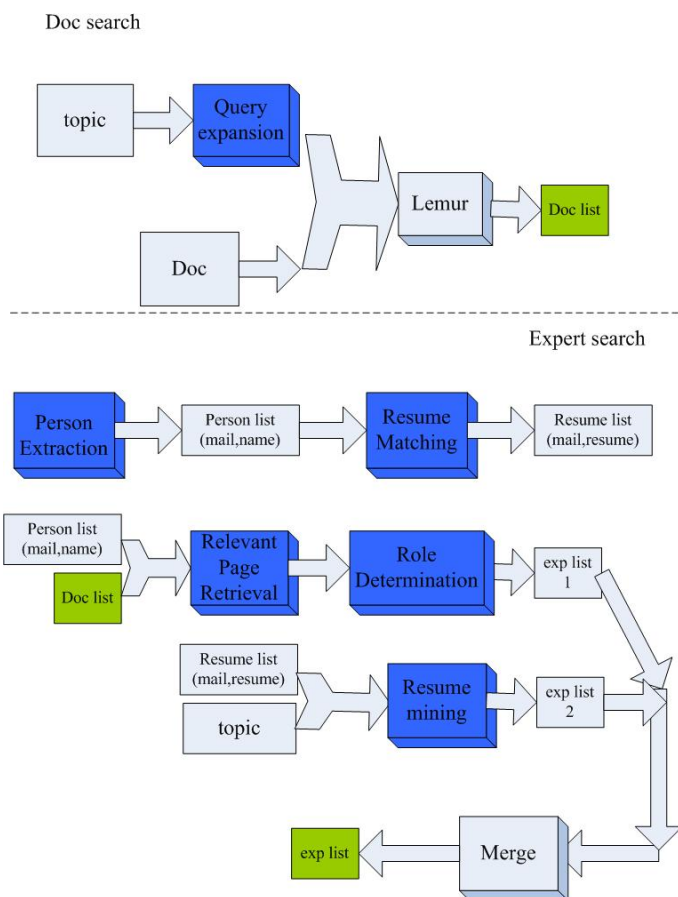 Doc search
topic
Query
expansion
Lemur
Doc list
Doc
Expert search
Person
Extraction
Person list
(mail,name)
Resume
Matching
Resume list
(mail,resume)
Person list
(mail,name)
Doc list
Relevant
Page
Retrieval
Role
Determination
exp list
1
Resume list
(mail,resume)
topic
Resume
mining
exp list
2
exp list
Merge